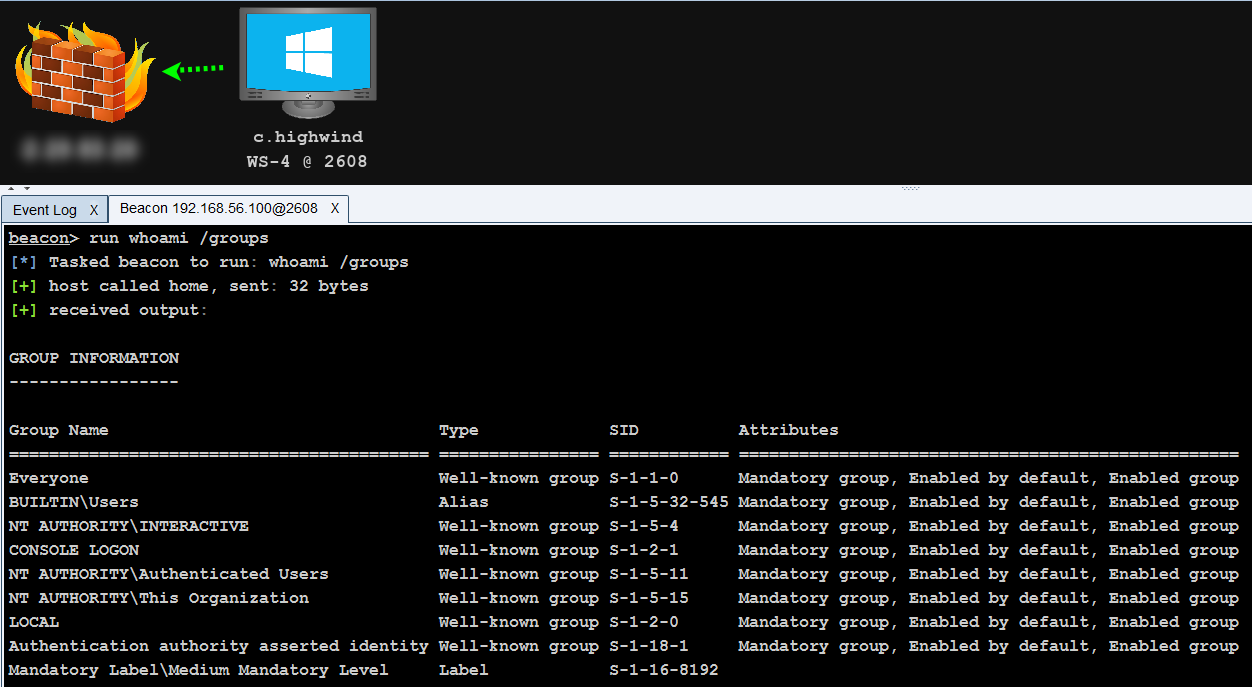 c.highwind
WS-4 @ 2608
Event Log X Beacon 192.168.56.100@2608 X
beacon> run whoami /groups
[*] Tasked beacon to run: whoami /groups
[+] host called home, sent: 32 bytes
[+] received output:
GROUP INFORMATION
-----------------
Group Name Type SID Attributes
========================================== ================ ============ ==================================================
Everyone Well-known group S-1-1-0 Mandatory group, Enabled by default, Enabled group
BUILTIN\Users Alias S-1-5-32-545 Mandatory group, Enabled by default, Enabled group
NT AUTHORITY\INTERACTIVE Well-known group S-1-5-4 Mandatory group, Enabled by default, Enabled group
CONSOLE LOGON Well-known group S-1-2-1 Mandatory group, Enabled by default, Enabled group
NT AUTHORITY\Authenticated Users Well-known group S-1-5-11 Mandatory group, Enabled by default, Enabled group
NT AUTHORITY\This Organization Well-known group S-1-5-15 Mandatory group, Enabled by default, Enabled group
LOCAL Well-known group S-1-2-0 Mandatory group, Enabled by default, Enabled group
Authentication authority asserted identity Well-known group S-1-18-1 Mandatory group, Enabled by default, Enabled group
Mandatory Label\Medium Mandatory Level Label S-1-16-8192